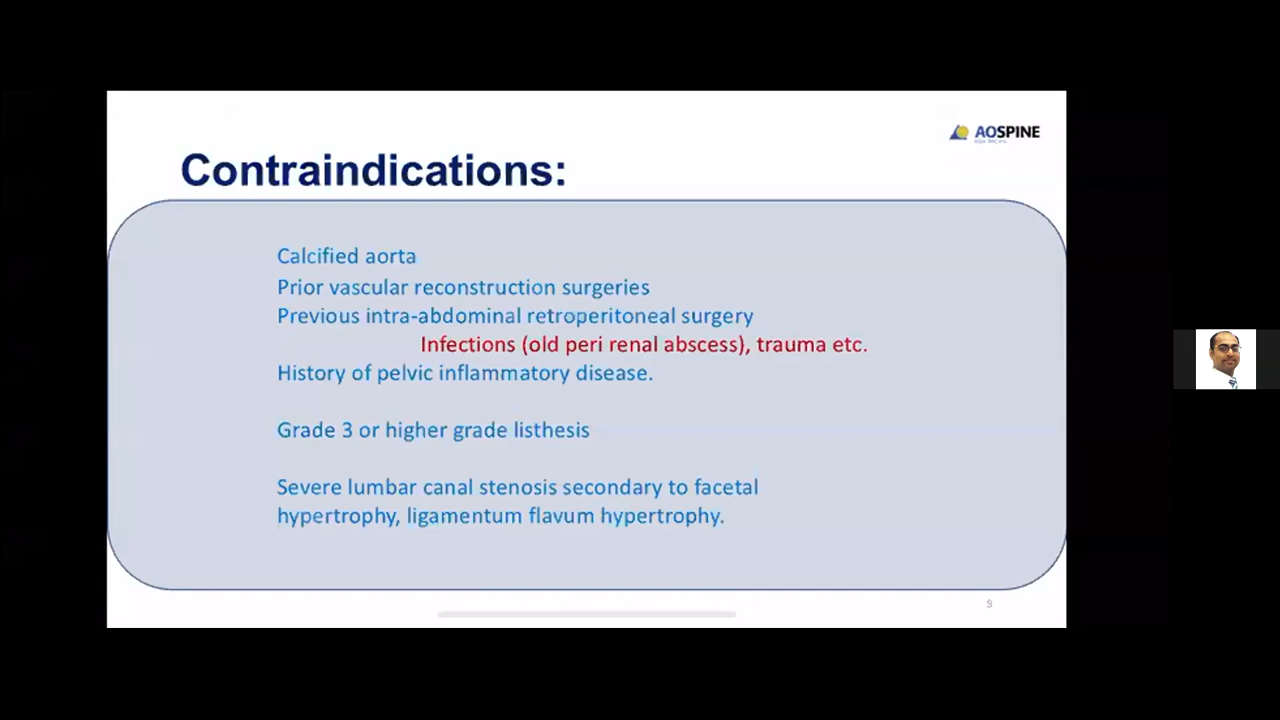 AOSPINE
Contraindications:
Calcified aorta
Prior vascular reconstruction surgeries
Previous intra-abdominal retroperitoneal surgery
Infections (old peri renal abscess), trauma etc.
History of pelvic inflammatory disease.
Grade 3 or higher grade listhesis
Severe lumbar canal stenosis secondary to facetal
hypertrophy, ligamentum flavum hypertrophy.
9